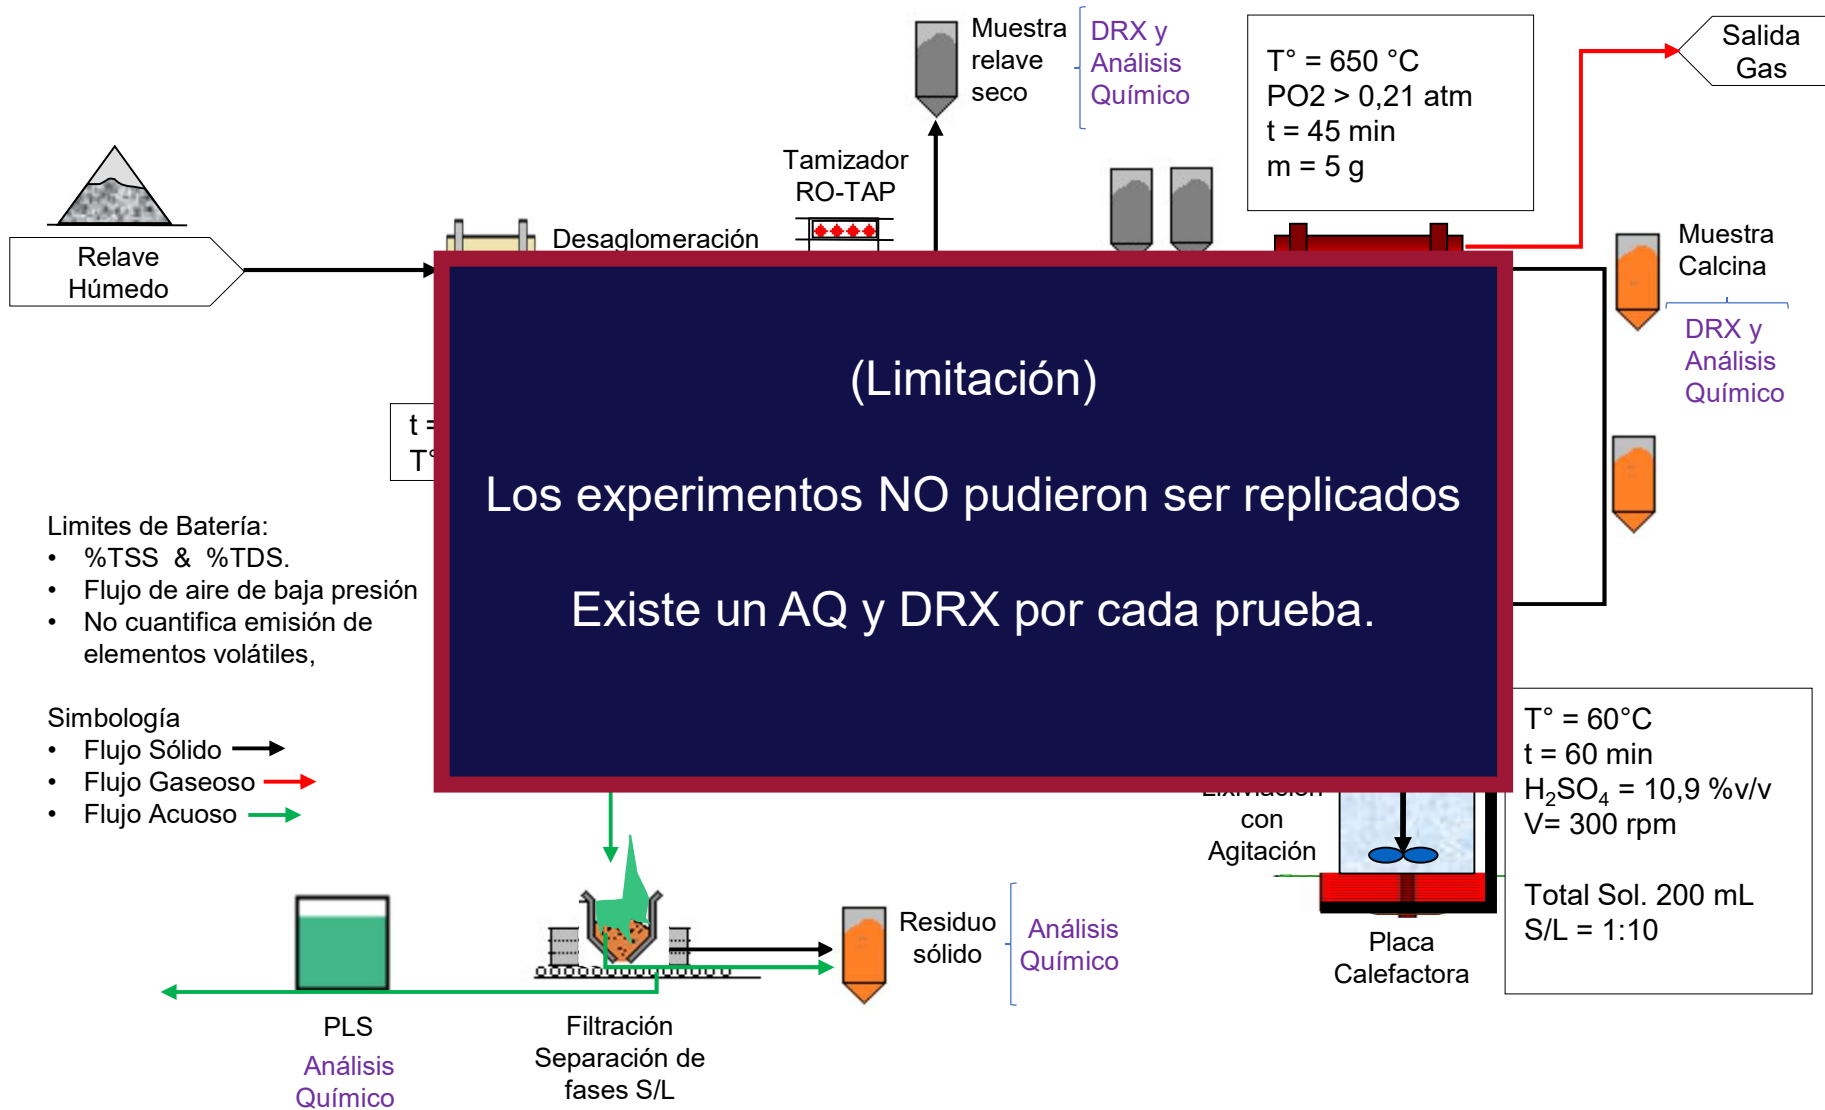 Muestra
relave
seco
DRX y
Análisis
Químico
T° = 650 °C
PO2 > 0,21 atm
t = 45 min
m = 5 g
Salida
Gas
Tamizador
RO-TAP
Relave
Húmedo
Desaglomeración
Muestra
Calcina
DRX y
Análisis
Químico
(Limitación)
Los experimentos NO pudieron ser replicados
Existe un AQ y DRX por cada prueba.
t =
T°
Limites de Batería:
• %TSS & %TDS.
• Flujo de aire de baja presión
• No cuantifica emisión de
elementos volátiles,
Simbología
• Flujo Sólido
• Flujo Gaseoso
• Flujo Acuoso
Lixiviación
con
Agitación
T° = 60°C
t = 60 min
H₂SO₄ = 10,9 %v/v
V= 300 rpm
Total Sol. 200 mL
S/L = 1:10
Placa
Calefactora
Residuo
sólido
Análisis
Químico
PLS
Análisis
Químico
Filtración
Separación de
fases S/L